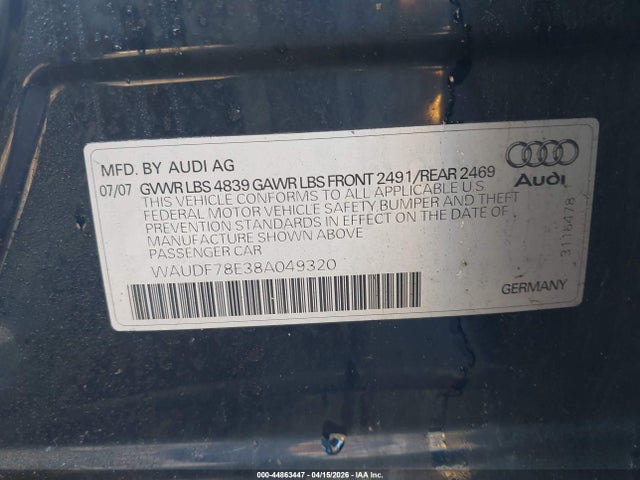 MFD. BY AUDI AG
07/07 GVWR LBS 4839 GAWR LBS FRONT 2491/REAR 2469
THIS VEHICLE CONFORMS TO ALL APPLICABLE U.S.
FEDERAL MOTOR VEHICLE SAFETY BUMPER AND THEFT
PREVENTION STANDARDS IN EFFECT ON THE DATE OF
MANUFACTURE SHOWN ABOVE
PASSENGER CAR
WAUDF78E38A049320
Audi
3116478
GERMANY
000-44863447 - 04/15/2026 - IAA Inc.